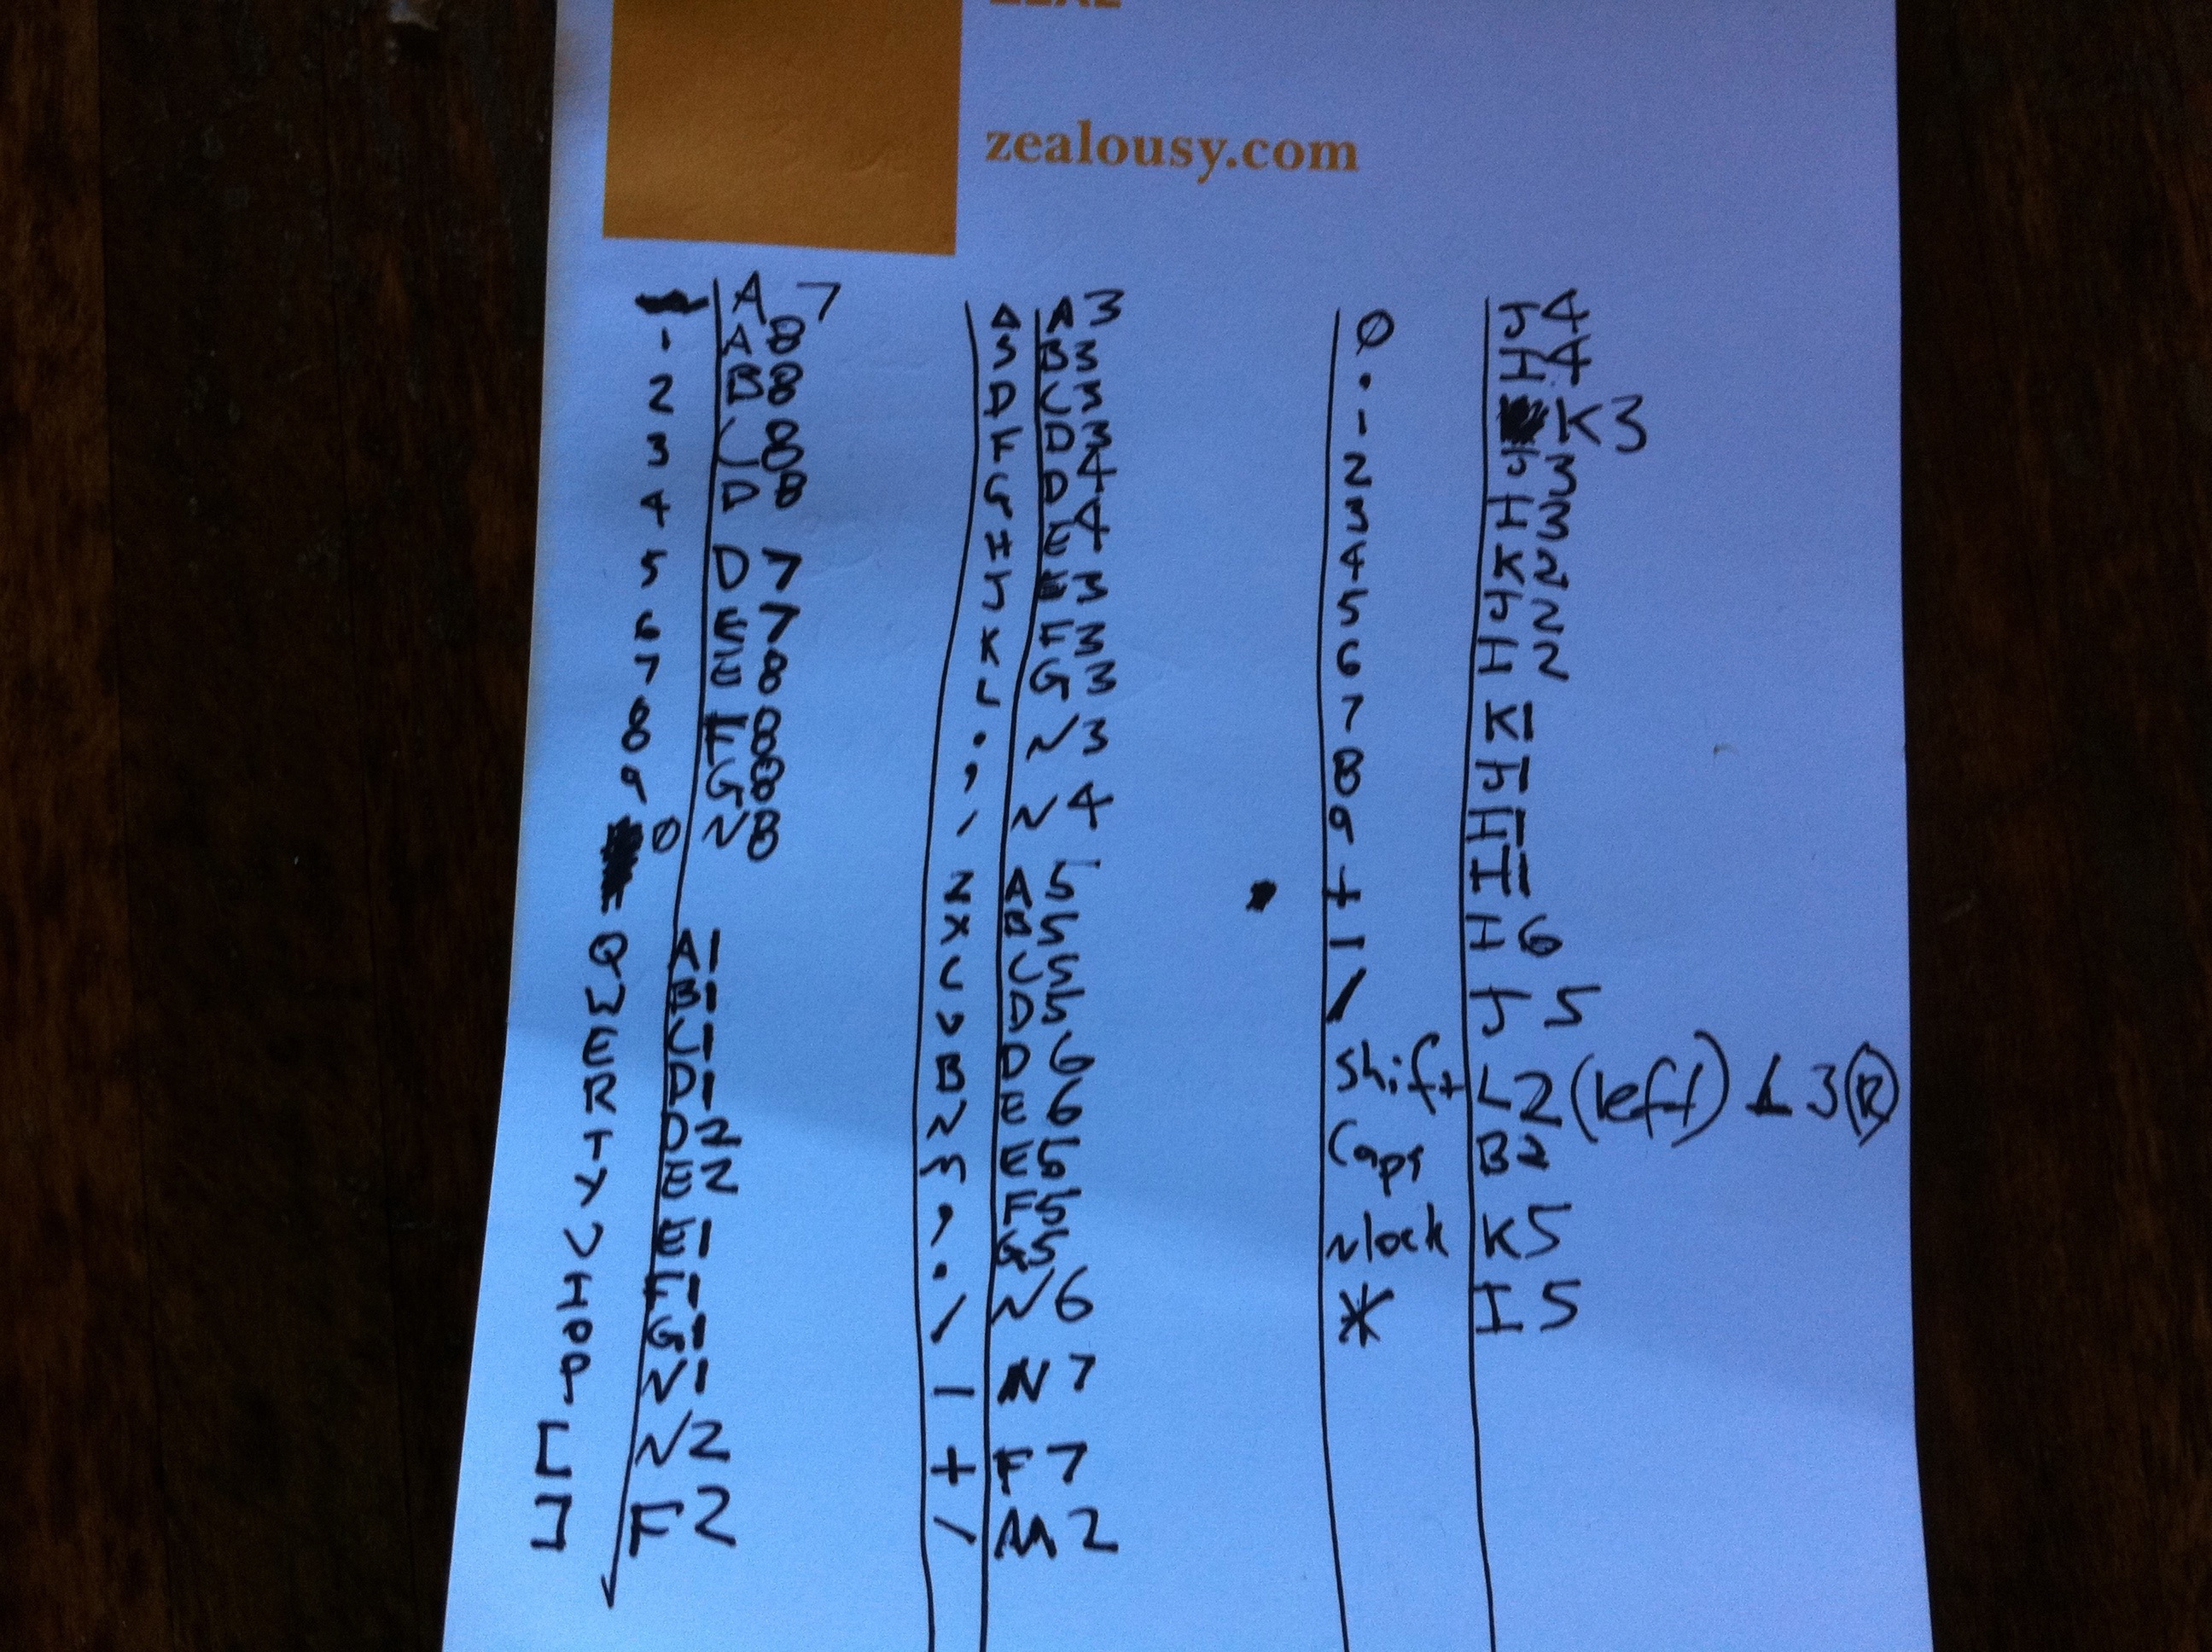 zealousy.com
A7
1 A8
2 B8
3 C8
4 D8
5 D7
6 E7
7 E8
8 F8
9 G8
0 N8
Q A1
W B1
E C1
R D1
T D2
Y E2
U E1
I F1
O G1
P N1
[ N2
] F2
A A3
S B3
D C3
F D3
G D4
H E4
J E3
K F3
L G3
; N3
' N4
Z A5
X B5
C C5
V D5
B D6
N E6
M E5
, F5
. G5
/ N6
- N7
+ F7
\ M2
0 J4
. I4
1 K3
2 J3
3 I3
4 K2
5 J2
6 I2
7 K1
8 J1
9 I1
+ H1
- I6
/ J5
Shift L2 (left) L3 (R)
Caps B2
Nlock K5
* I5